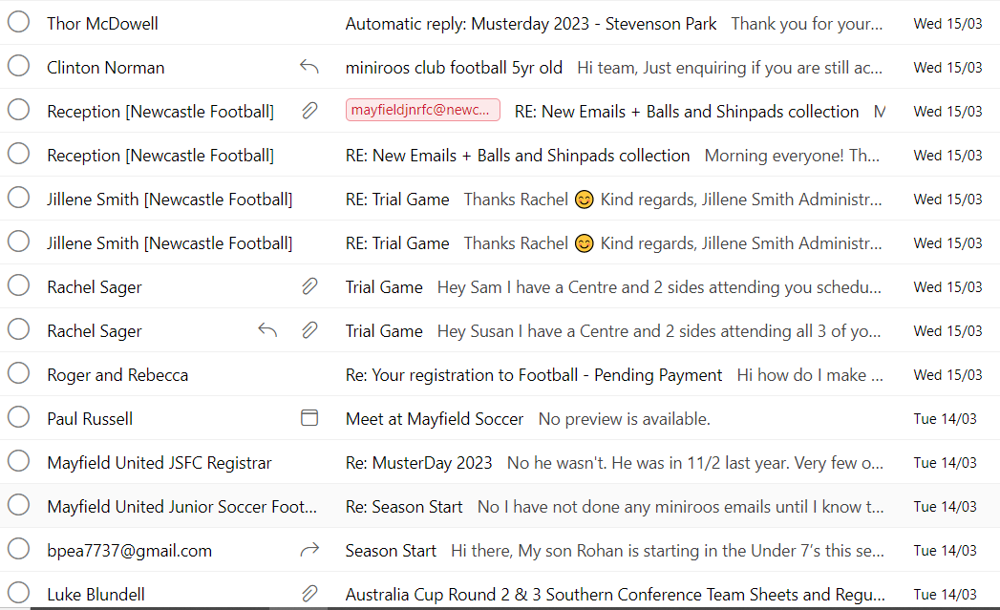 Thor McDowell Automatic reply: Musterday 2023 - Stevenson Park Thank you for your... Wed 15/03
Clinton Norman miniroos club football 5yr old Hi team, Just enquiring if you are still ac... Wed 15/03
Reception [Newcastle Football] mayfieldjnrfc@newc... RE: New Emails + Balls and Shinpads collection M Wed 15/03
Reception [Newcastle Football] RE: New Emails + Balls and Shinpads collection Morning everyone! Th... Wed 15/03
Jillene Smith [Newcastle Football] RE: Trial Game Thanks Rachel 😊 Kind regards, Jillene Smith Administr... Wed 15/03
Jillene Smith [Newcastle Football] RE: Trial Game Thanks Rachel 😊 Kind regards, Jillene Smith Administr... Wed 15/03
Rachel Sager Trial Game Hey Sam I have a Centre and 2 sides attending you schedu... Wed 15/03
Rachel Sager Trial Game Hey Susan I have a Centre and 2 sides attending all 3 of yo... Wed 15/03
Roger and Rebecca Re: Your registration to Football - Pending Payment Hi how do I make ... Wed 15/03
Paul Russell Meet at Mayfield Soccer No preview is available. Tue 14/03
Mayfield United JSFC Registrar Re: MusterDay 2023 No he wasn't. He was in 11/2 last year. Very few o... Tue 14/03
Mayfield United Junior Soccer Foot... Re: Season Start No I have not done any miniroos emails until I know t... Tue 14/03
bpea7737@gmail.com Season Start Hi there, My son Rohan is starting in the Under 7’s this se... Tue 14/03
Luke Blundell Australia Cup Round 2 & 3 Southern Conference Team Sheets and Regu... Tue 14/03